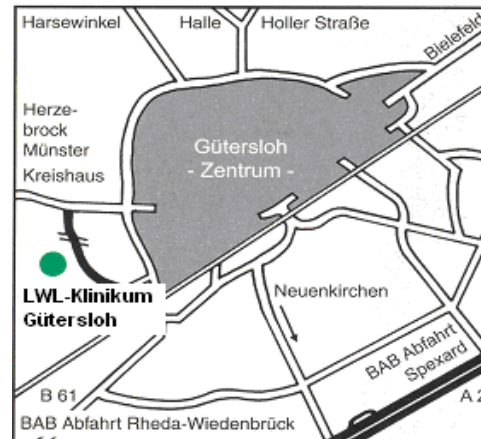 Harsewinkel
Halle
Holler Straße
Bielefeld
Herze-
brock
Münster
Kreishaus
Gütersloh
- Zentrum -
LWL-Klinikum
Gütersloh
Neuenkirchen
BAB Abfahrt
Spexard
B 61
A 2
BAB Abfahrt Rheda-Wiedenbrück